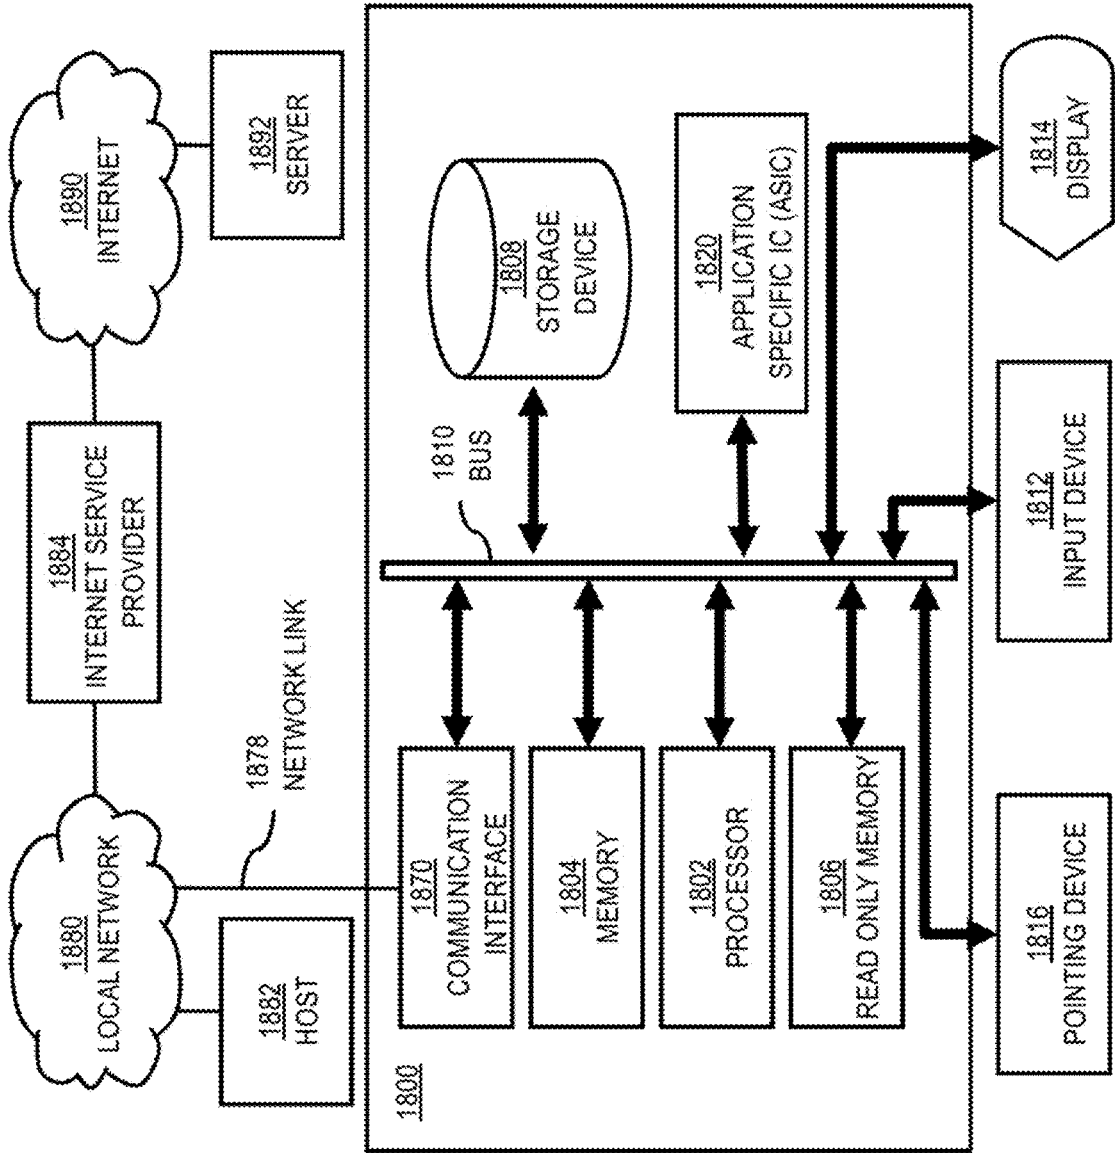 1880
LOCAL NETWORK
1884
INTERNET SERVICE
PROVIDER
1890
INTERNET
1882
HOST
1878
NETWORK LINK
1892
SERVER
1800
1870
COMMUNICATION
INTERFACE
1810
BUS
1808
STORAGE
DEVICE
1804
MEMORY
1802
PROCESSOR
1820
APPLICATION
SPECIFIC IC (ASIC)
1806
READ ONLY MEMORY
1816
POINTING DEVICE
1812
INPUT DEVICE
1814
DISPLAY